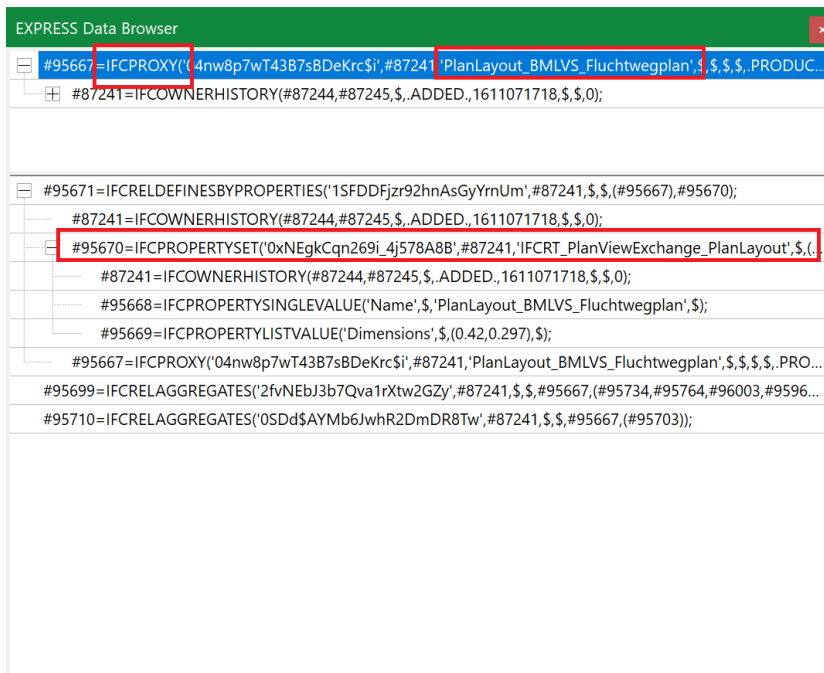 EXPRESS Data Browser
#95667=IFCPROXY('04nw8p7wT43B7sBDeKrc$i',#87241,'PlanLayout_BMLVS_Fluchtwegplan',$,$,$,$,.PRODUC...
#87241=IFCOWNERHISTORY(#87244,#87245,$,.ADDED.,1611071718,$,$,0);
#95671=IFCRELDEFINESBYPROPERTIES('1SFDDFjzr92hnAsGyYrnUm',#87241,$,$,(#95667),#95670);
#87241=IFCOWNERHISTORY(#87244,#87245,$,.ADDED.,1611071718,$,$,0);
#95670=IFCPROPERTYSET('0xNEgkCqn269i_4j578A8B',#87241,'IFCRT_PlanViewExchange_PlanLayout',$,(...
#87241=IFCOWNERHISTORY(#87244,#87245,$,.ADDED.,1611071718,$,$,0);
#95668=IFCPROPERTYSINGLEVALUE('Name',$,'PlanLayout_BMLVS_Fluchtwegplan',$);
#95669=IFCPROPERTYLISTVALUE('Dimensions',$,(0.42,0.297),$);
#95667=IFCPROXY('04nw8p7wT43B7sBDeKrc$i',#87241,'PlanLayout_BMLVS_Fluchtwegplan',$,$,$,$,.PRO...
#95699=IFCRELAGGREGATES('2fvNEbJ3b7Qva1rXtw2GZy',#87241,$,$,#95667,(#95734,#95764,#96003,#9596...
#95710=IFCRELAGGREGATES('0SDd$AYMb6JwhR2DmDR8Tw',#87241,$,$,#95667,(#95703));